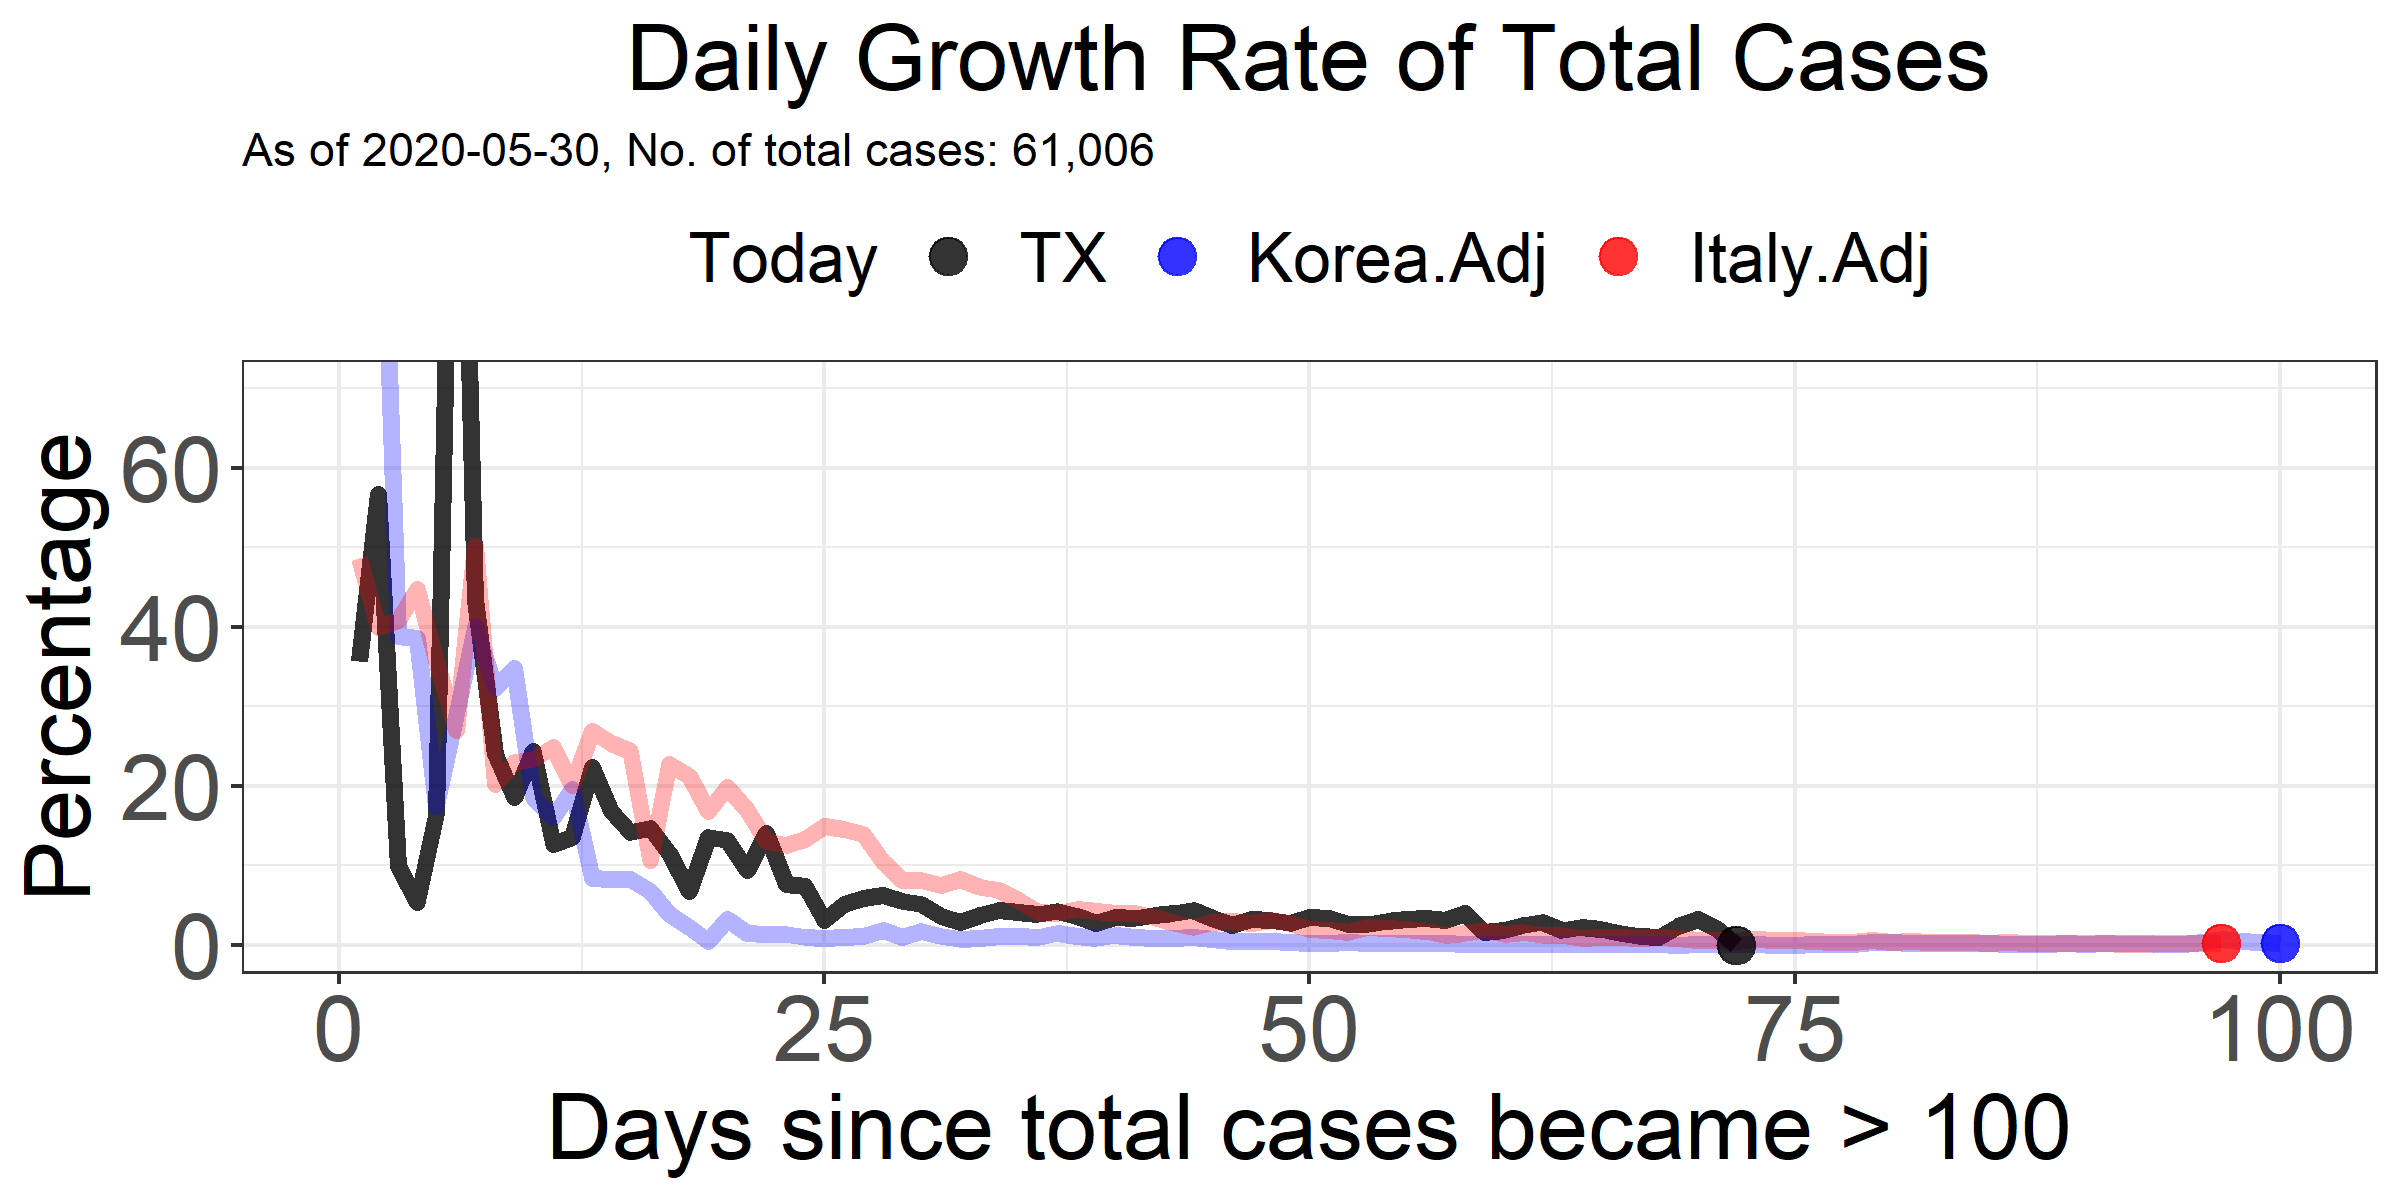 Daily Growth Rate of Total Cases
As of 2020-05-30, No. of total cases: 61,006
Today TX Korea.Adj Italy.Adj
Percentage
60
40
20
0
0 25 50 75 100
Days since total cases became > 100